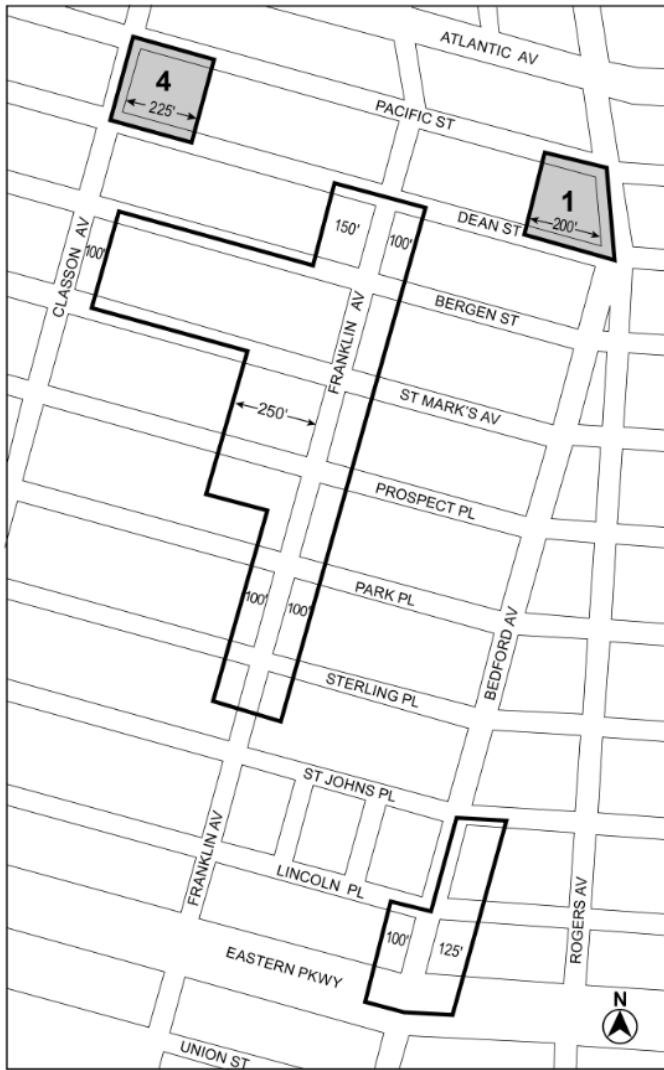 ATLANTIC AV
4
225'
PACIFIC ST
1
200'
DEAN ST
150'
100'
100'
CLASSON AV
BERGEN ST
FRANKLIN AV
ST MARK'S AV
250'
PROSPECT PL
PARK PL
100'
100'
BEDFORD AV
STERLING PL
ST JOHNS PL
FRANKLIN AV
LINCOLN PL
ROGERS AV
100'
125'
EASTERN PKWY
N
UNION ST